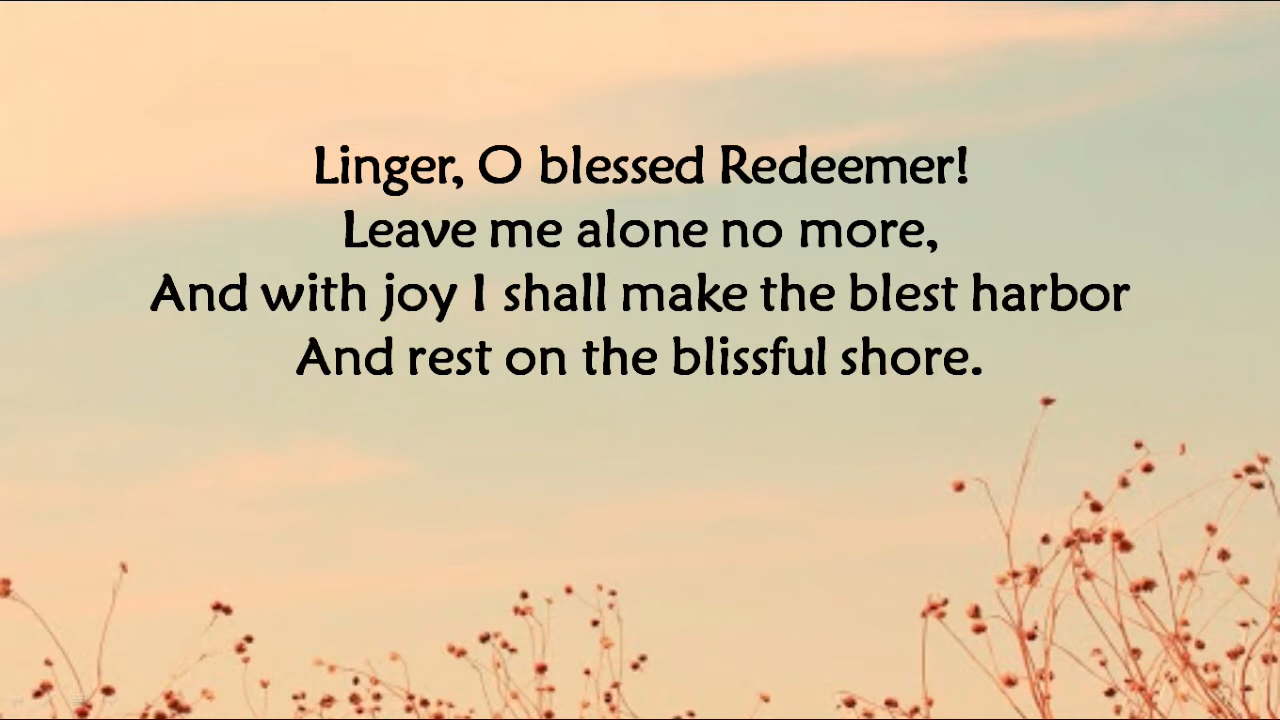 Linger, O blessed Redeemer!
Leave me alone no more,
And with joy I shall make the blest harbor
And rest on the blissful shore.